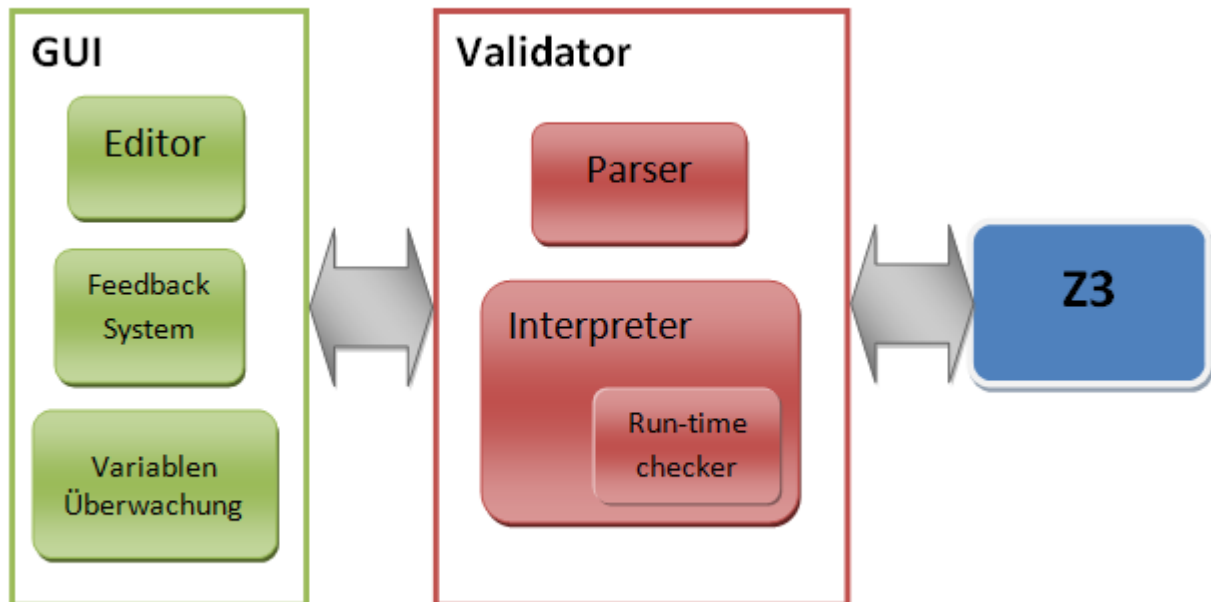 GUI
Editor
Feedback
System
Variablen
Überwachung
Validator
Parser
Interpreter
Run-time
checker
Z3